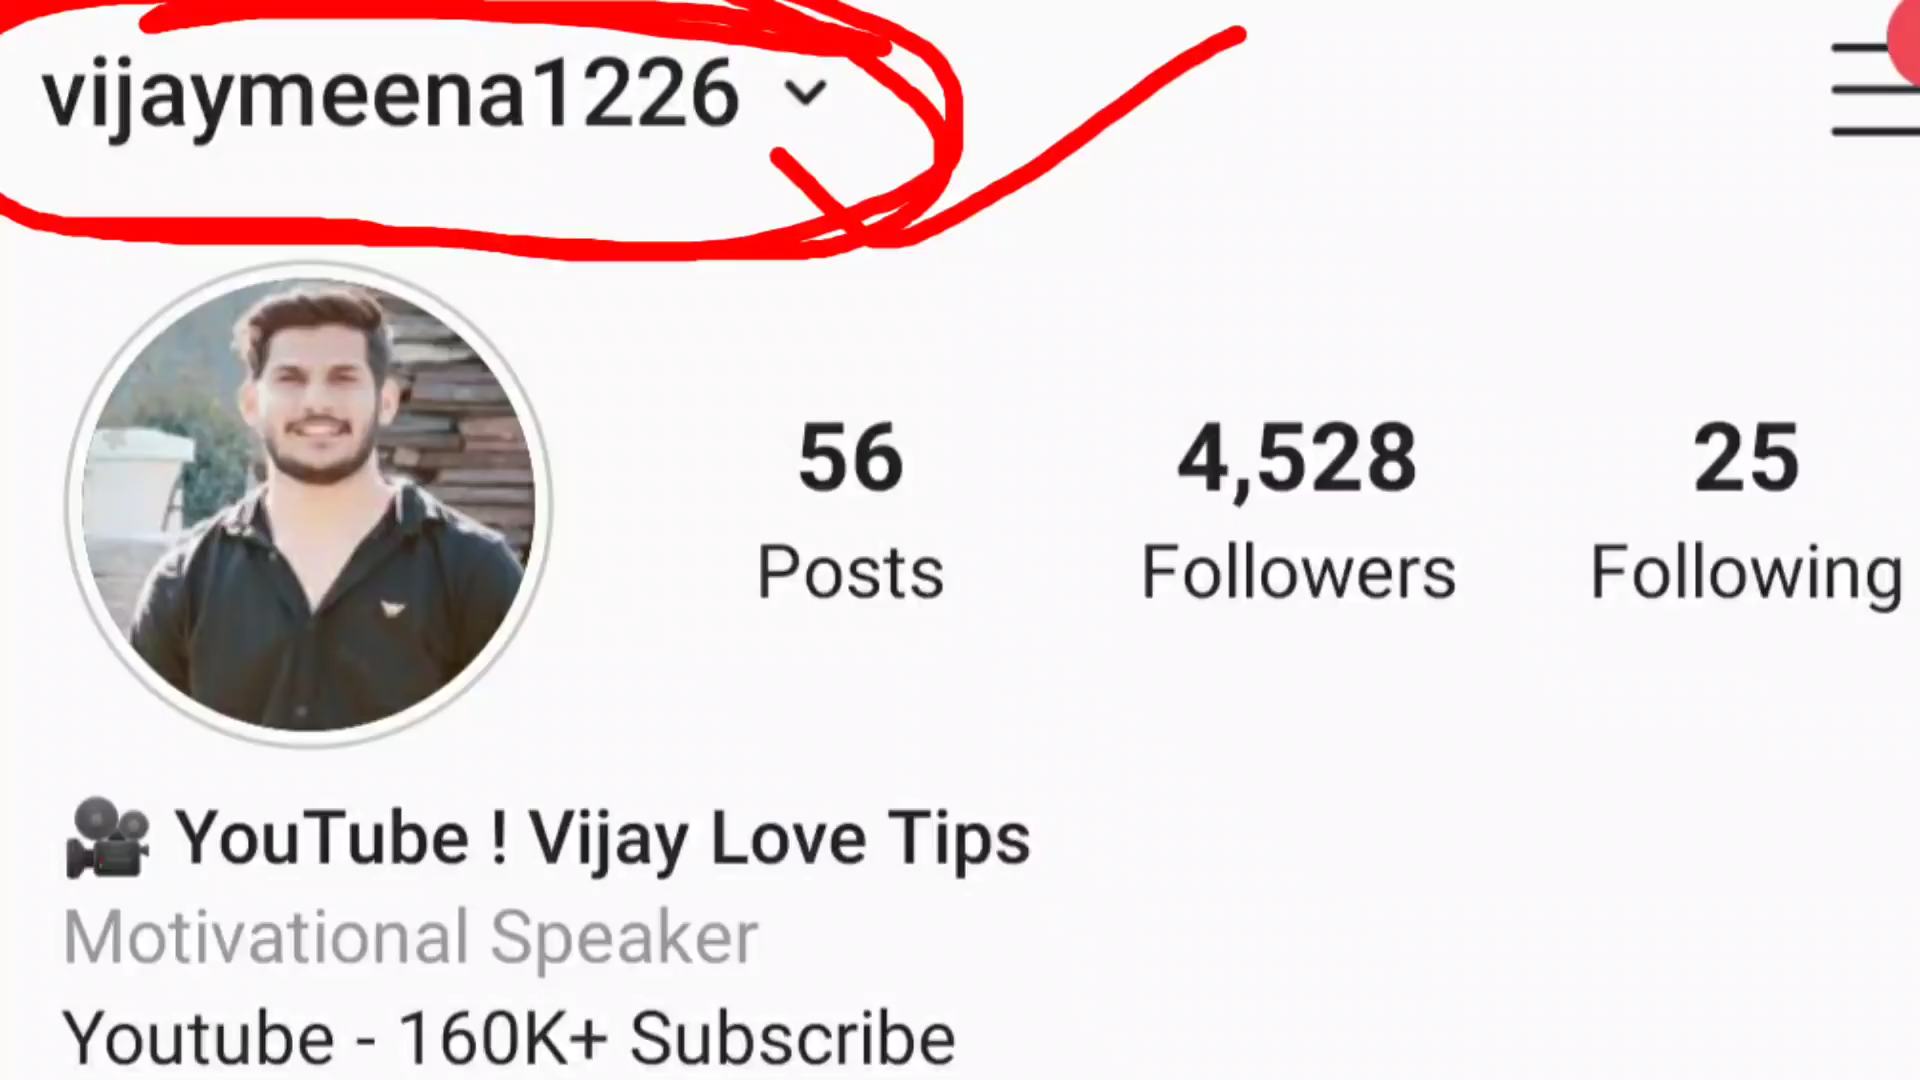 vijaymeena1226
56 4,528 25
Posts Followers Following
YouTube ! Vijay Love Tips
Motivational Speaker
Youtube - 160K+ Subscribe